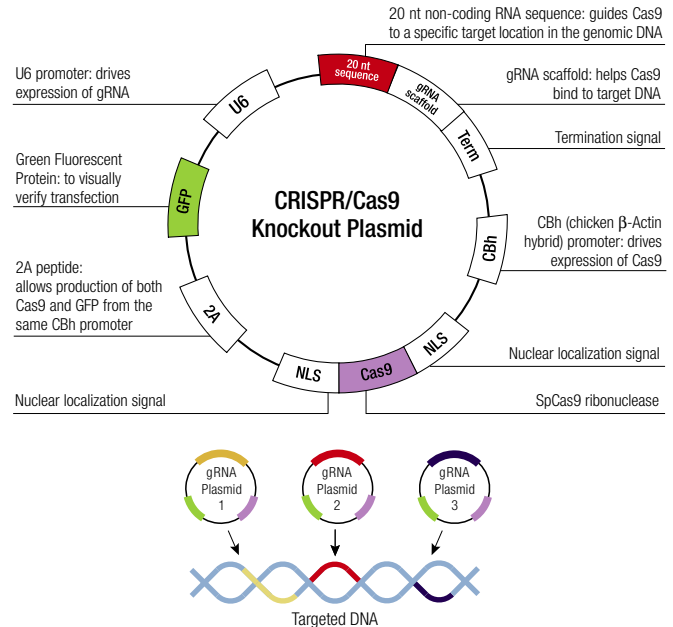 20 nt non-coding RNA sequence: guides Cas9
to a specific target location in the genomic DNA
U6 promoter: drives
expression of gRNA
20 nt
sequence
gRNA
scaffold
gRNA scaffold: helps Cas9
bind to target DNA
U6
Term
Termination signal
Green Fluorescent
Protein: to visually
verify transfection
GFP
CRISPR/Cas9
Knockout Plasmid
CBh
CBh (chicken β-Actin
hybrid) promoter: drives
expression of Cas9
2A peptide:
allows production of both
Cas9 and GFP from the
same CBh promoter
2A
NLS
Nuclear localization signal
NLS
Cas9
Nuclear localization signal
SpCas9 ribonuclease
gRNA
Plasmid
1
gRNA
Plasmid
2
gRNA
Plasmid
3
Targeted DNA